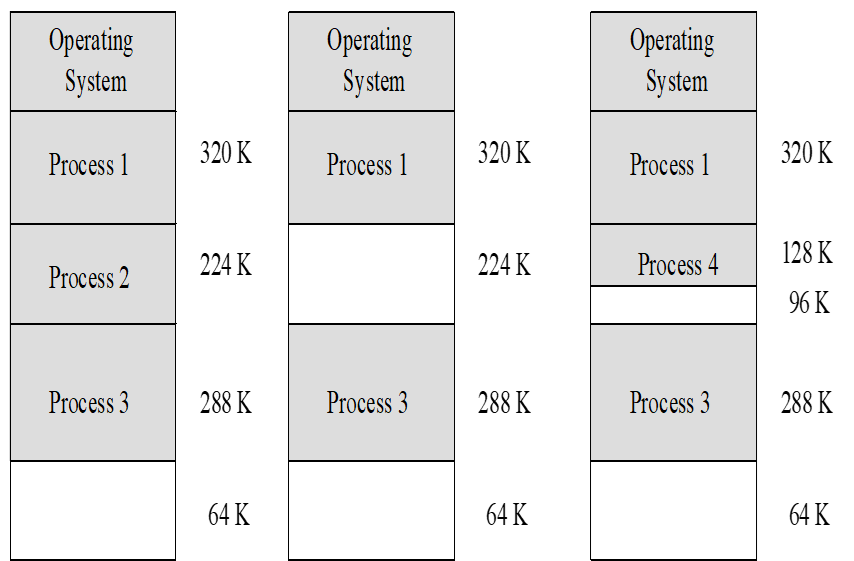 Operating
System
Process 1
320 K
Process 2
224 K
Process 3
288 K
64 K
Operating
System
Process 1
320 K
224 K
Process 3
288 K
64 K
Operating
System
Process 1
320 K
Process 4
128 K
96 K
Process 3
288 K
64 K